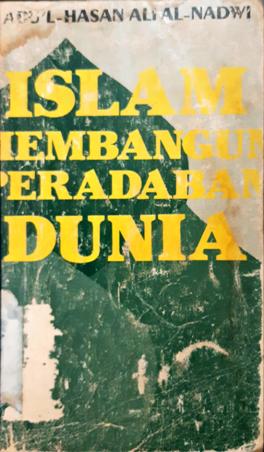 ABU'L-HASAN ALI AL-NADWI
ISLAM
MEMBANGUN
PERADABAN
DUNIA